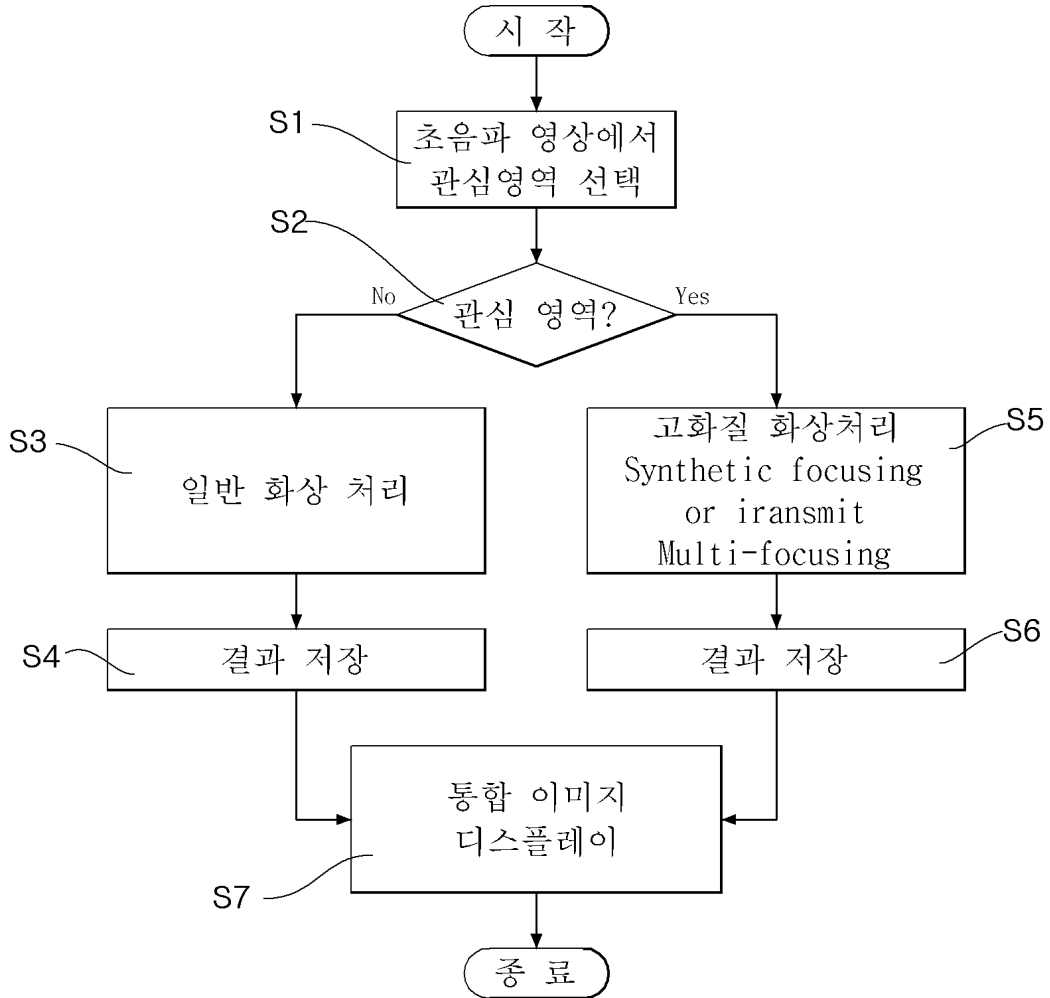 시 작
S1
초음파 영상에서
관심영역 선택
S2
No
관심 영역?
Yes
S3
일반 화상 처리
고화질 화상처리
Synthetic focusing
or iransmit
Multi-focusing
S5
S4
결과 저장
결과 저장
S6
통합 이미지
디스플레이
S7
종 료